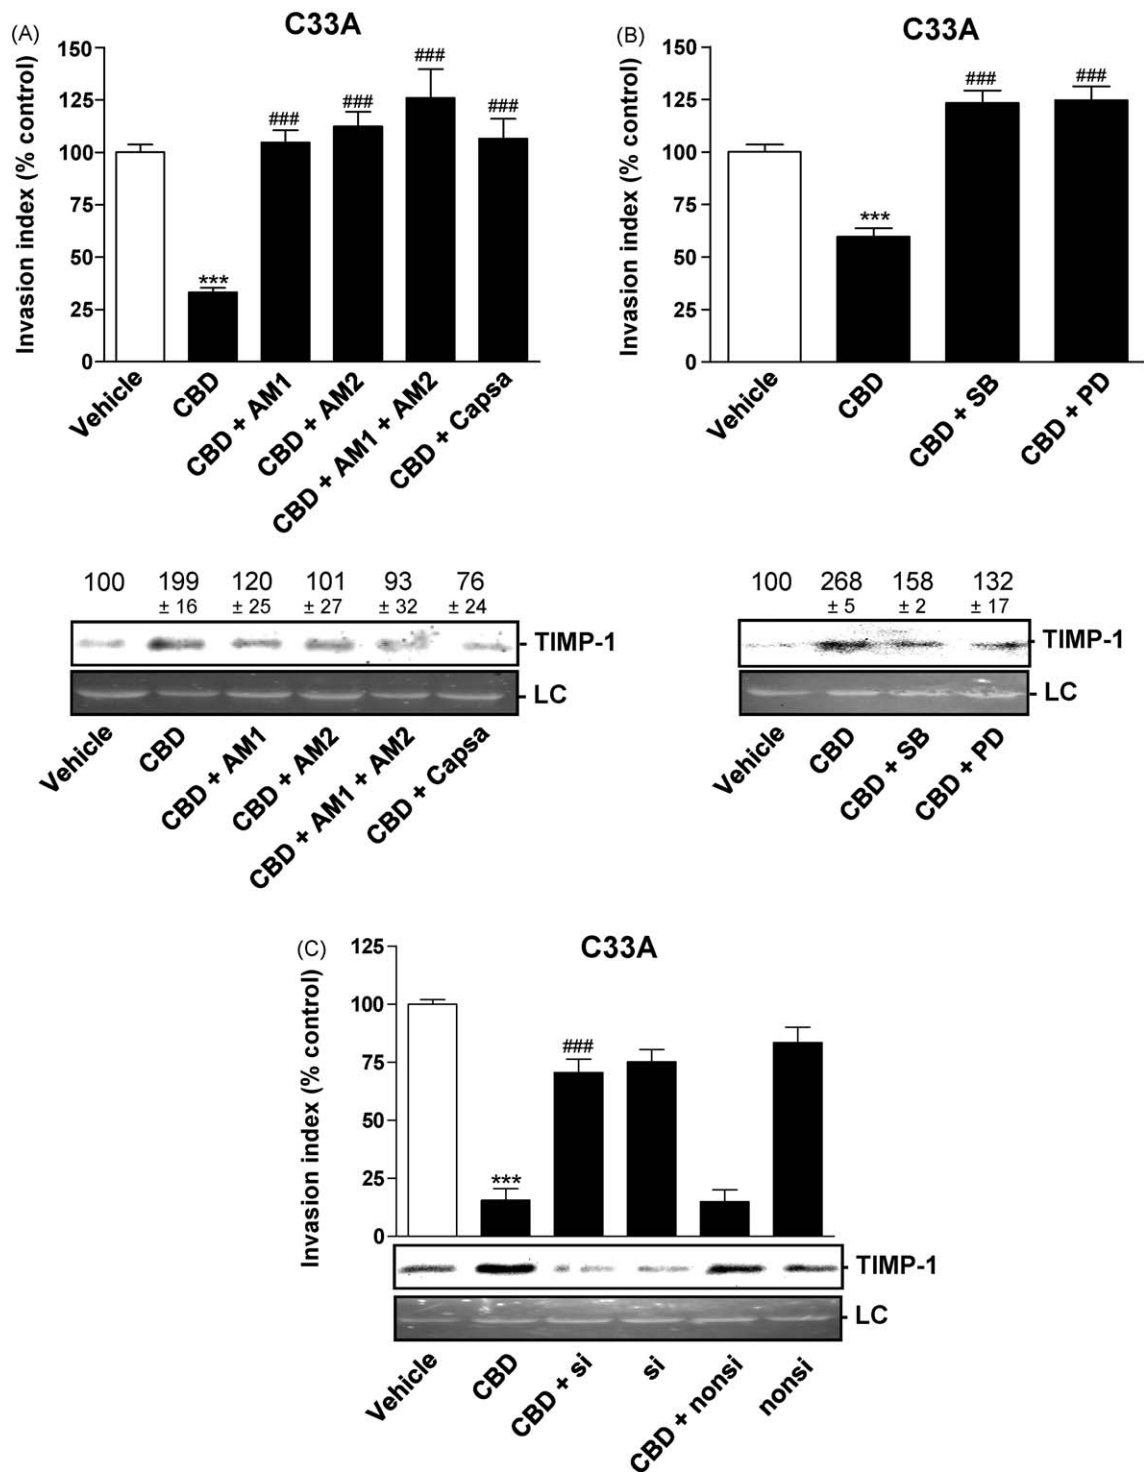 (A)
C33A
Invasion index (% control)
150
125
100
75
50
25
0
***
###
###
###
###
Vehicle
CBD
CBD + AM1
CBD + AM2
CBD + AM1 + AM2
CBD + Capsa
100 199 120 101 93 76
± 16 ± 25 ± 27 ± 32 ± 24
TIMP-1
LC
Vehicle
CBD
CBD + AM1
CBD + AM2
CBD + AM1 + AM2
CBD + Capsa
(B)
C33A
Invasion index (% control)
150
125
100
75
50
25
0
***
###
###
Vehicle
CBD
CBD + SB
CBD + PD
100 268 158 132
± 5 ± 2 ± 17
TIMP-1
LC
Vehicle
CBD
CBD + SB
CBD + PD
(C)
C33A
Invasion index (% control)
125
100
75
50
25
0
***
###
TIMP-1
LC
Vehicle
CBD
CBD + si
si
CBD + nonsi
nonsi